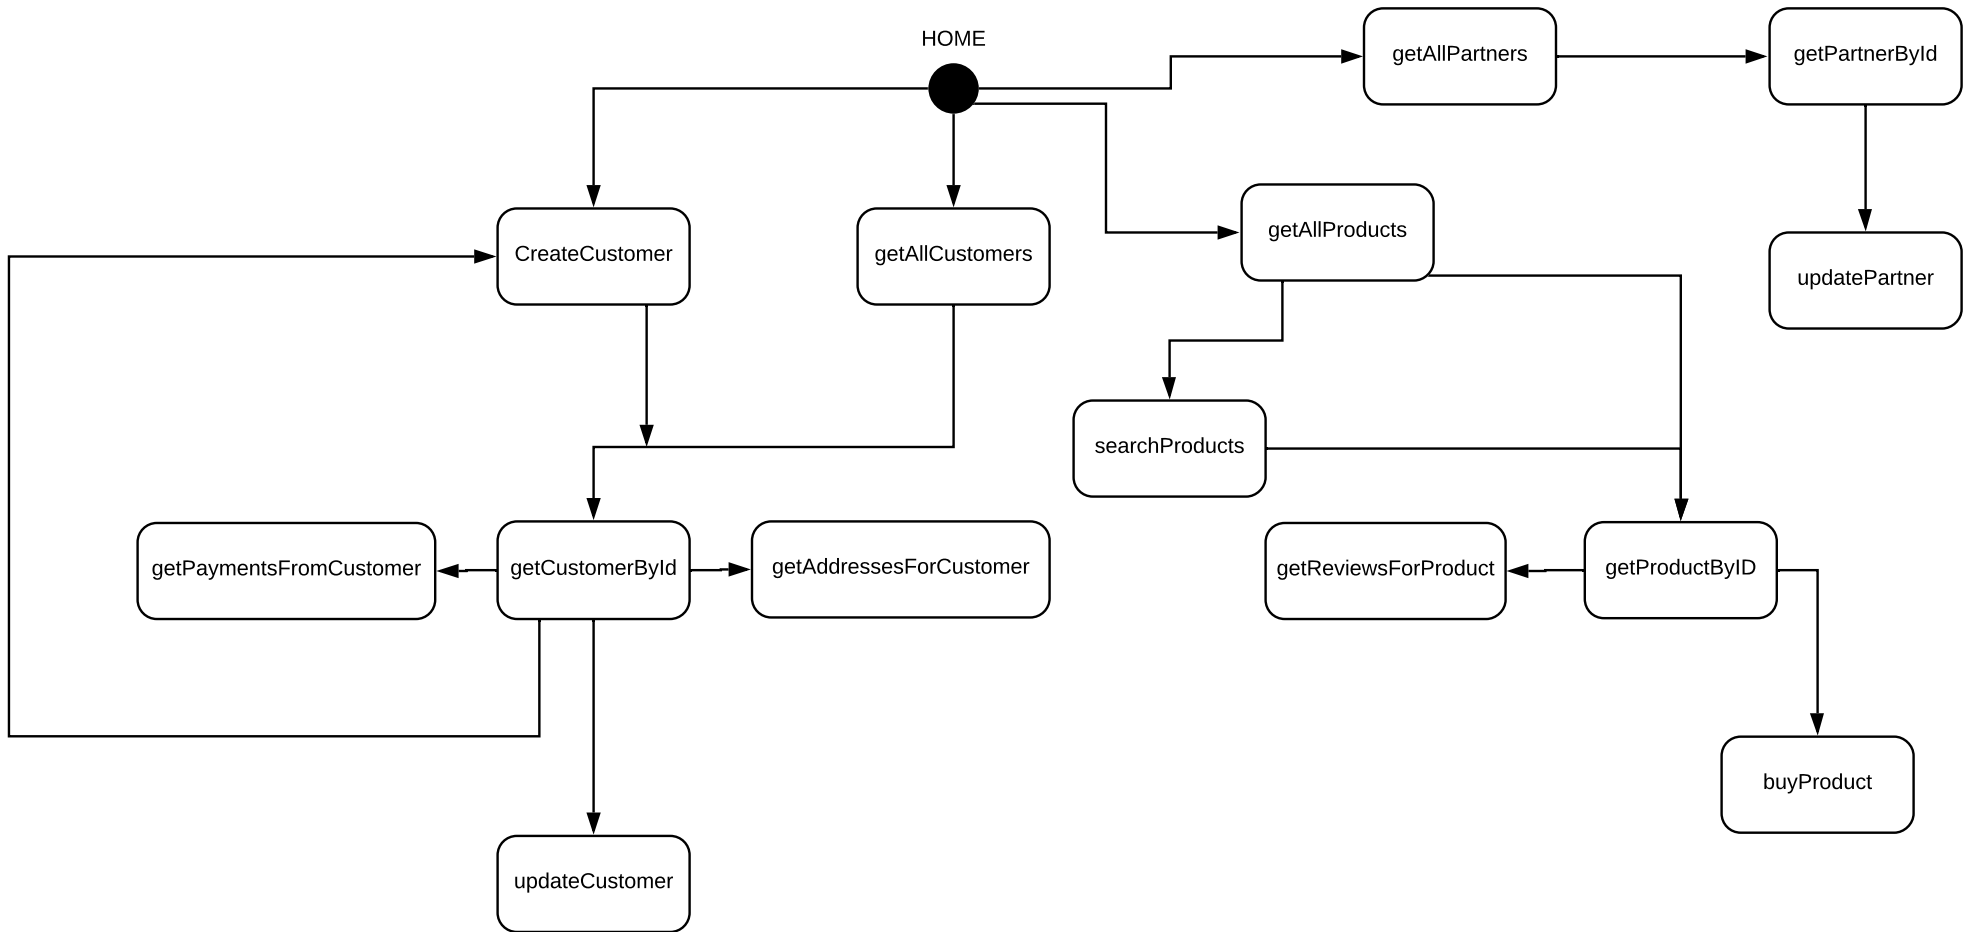 HOME
getAllPartners
getPartnerById
CreateCustomer
getAllCustomers
getAllProducts
updatePartner
searchProducts
getPaymentsFromCustomer
getCustomerById
getAddressesForCustomer
getReviewsForProduct
getProductByID
buyProduct
updateCustomer